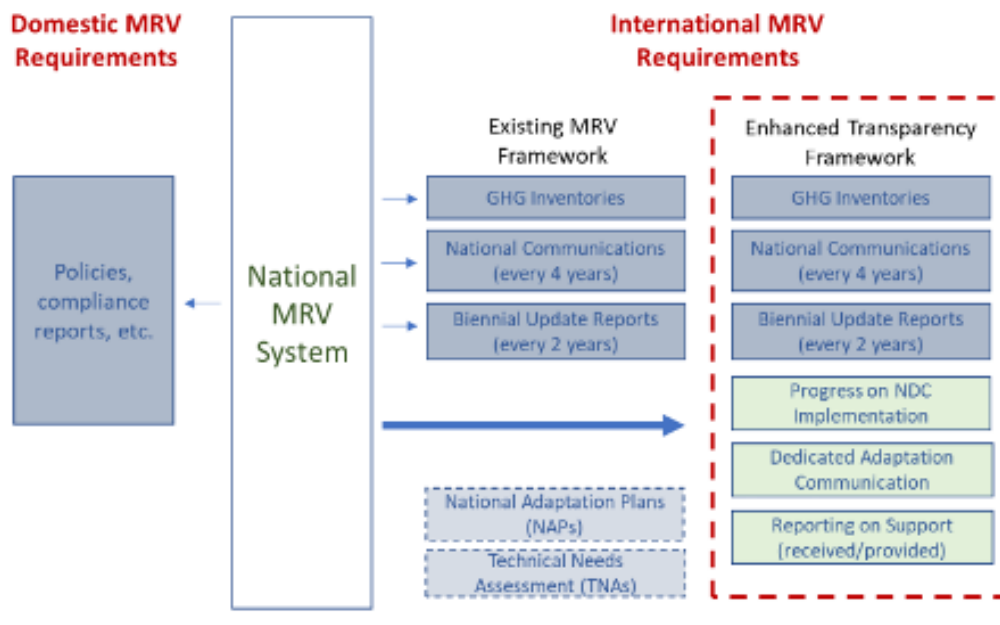 Domestic MRV
Requirements
International MRV
Requirements
Existing MRV
Framework
Enhanced Transparency
Framework
Policies,
compliance
reports, etc.
National
MRV
System
GHG Inventories
National Communications
(every 4 years)
Biennial Update Reports
(every 2 years)
National Adaptation Plans
(NAPs)
Technical Needs
Assessment (TNAs)
GHG Inventories
National Communications
(every 4 years)
Biennial Update Reports
(every 2 years)
Progress on NDC
Implementation
Dedicated Adaptation
Communication
Reporting on Support
(received/provided)